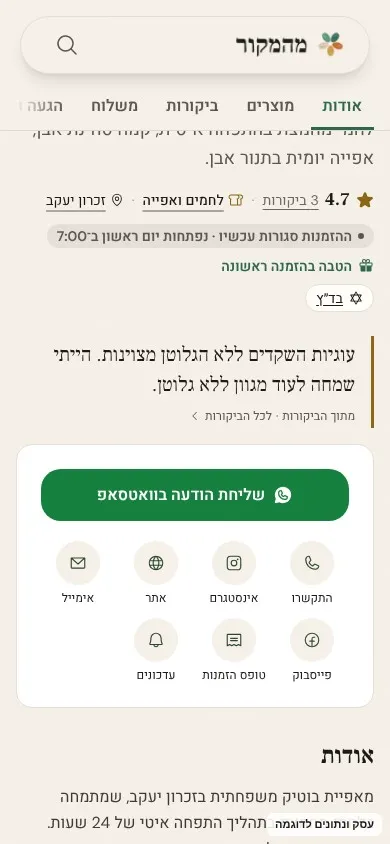 מהמקור
אודות
מוצרים
ביקורות
משלוח
הגעה
אפייה יומית בתנור אבן.
4.7 3 ביקורות · לחמים ואפייה · זכרון יעקב
ההזמנות סגורות עכשיו · נפתחות יום ראשון ב־7:00
הטבה בהזמנה ראשונה
בד״ץ
עוגיות השקדים ללא הגלוטן מצוינות. הייתי
שמחה לעוד מגוון ללא גלוטן.
מתוך הביקורות · לכל הביקורות
שליחת הודעה בוואטסאפ
התקשרו
אינסטגרם
אתר
אימייל
פייסבוק
טופס הזמנות
עדכונים
אודות
מאפיית בוטיק משפחתית בזכרון יעקב, שמתמחה
בתהליך התפחה איטי של 24 שעות.
עסק ונתונים לדוגמה